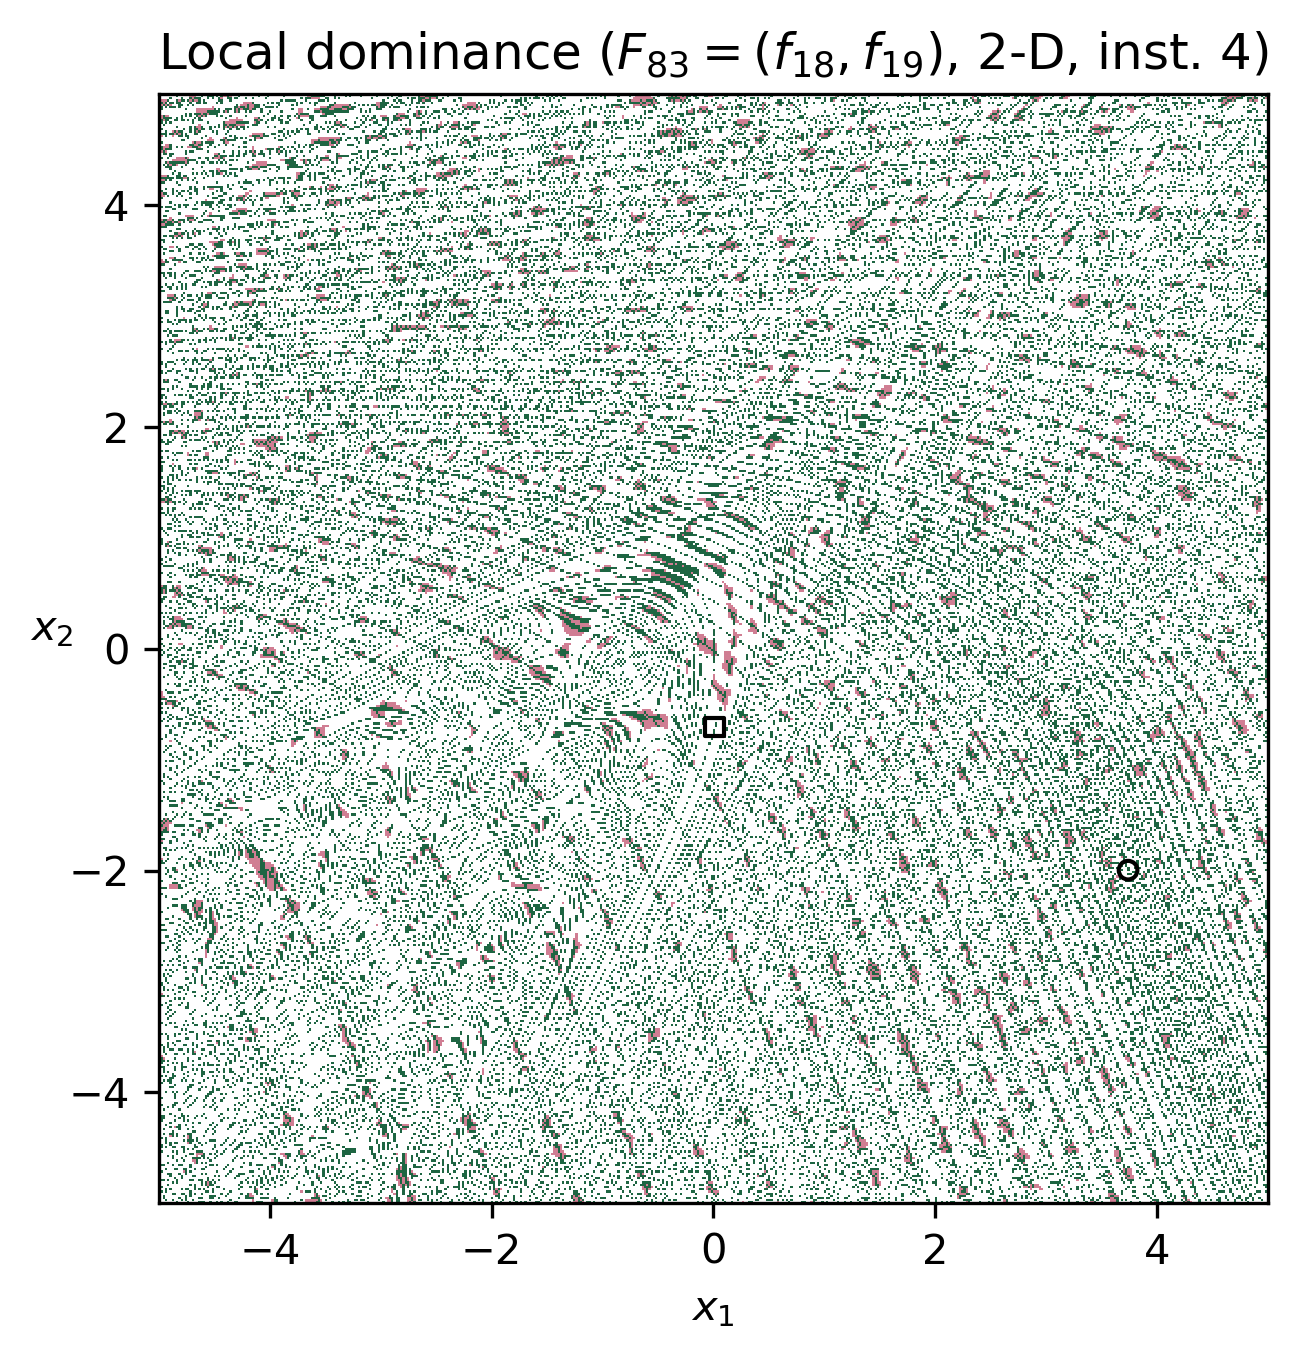 Local dominance (F₈₃ = (f₁₈, f₁₉), 2-D, inst. 4)
4
2
0
−2
−4
x₂
−4 −2 0 2 4
x₁